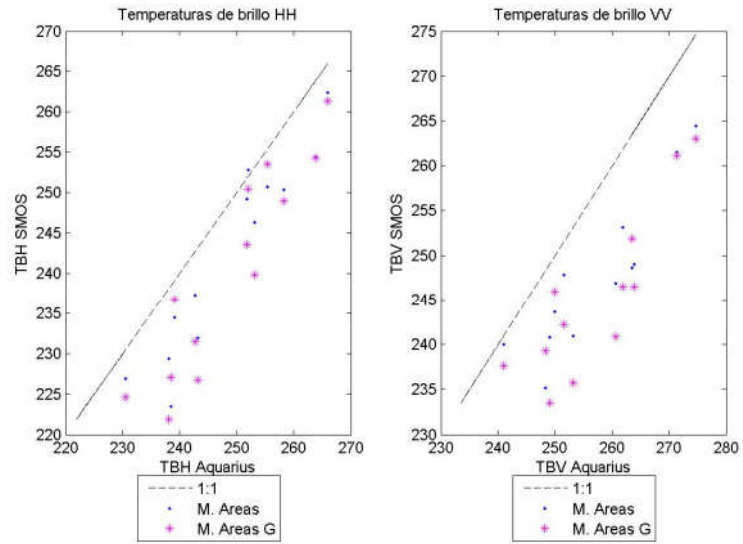 Temperaturas de brillo HH
270
265
260
255
250
245
240
235
230
225
220
TBH SMOS
220 230 240 250 260 270
TBH Aquarius
1:1
M. Areas
M. Areas G
Temperaturas de brillo VV
275
270
265
260
255
250
245
240
235
230
TBV SMOS
230 240 250 260 270 280
TBV Aquarius
1:1
M. Areas
M. Areas G